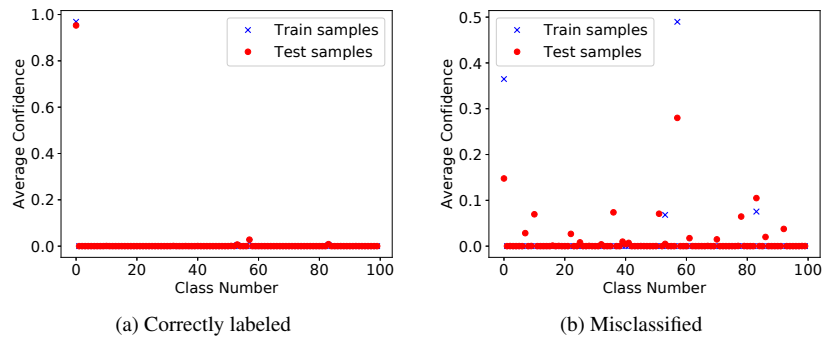 1.0
0.8
0.6
0.4
0.2
0.0
Average Confidence
Train samples
Test samples
0
20
40
60
80
100
Class Number
(a) Correctly labeled
0.5
0.4
0.3
0.2
0.1
0.0
Average Confidence
Train samples
Test samples
0
20
40
60
80
100
Class Number
(b) Misclassified